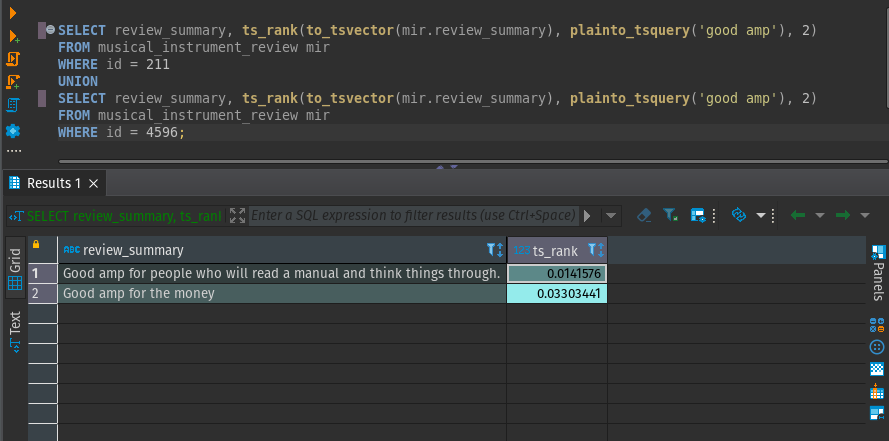 SELECT review_summary, ts_rank(to_tsvector(mir.review_summary), plainto_tsquery('good amp'), 2)
FROM musical_instrument_review mir
WHERE id = 211
UNION
SELECT review_summary, ts_rank(to_tsvector(mir.review_summary), plainto_tsquery('good amp'), 2)
FROM musical_instrument_review mir
WHERE id = 4596;
Results 1
SELECT review_summary, ts_ranl
Enter a SQL expression to filter results (use Ctrl+Space)
Grid
Text
ABC review_summary
123 ts_rank
1 Good amp for people who will read a manual and think things through. 0.0141576
2 Good amp for the money 0.03303441
Panels